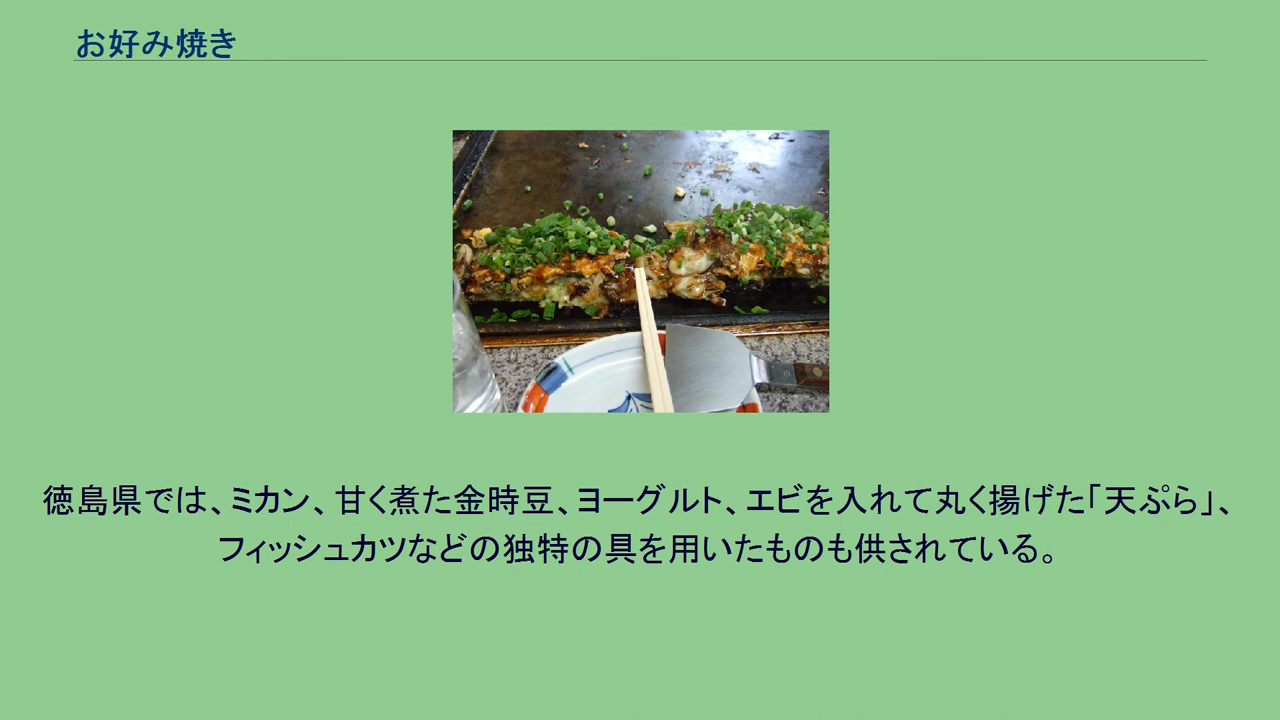 お好み焼き
徳島県では、ミカン、甘く煮た金時豆、ヨーグルト、エビを入れて丸く揚げた「天ぷら」、
フィッシュカツなどの独特の具を用いたものも供されている。